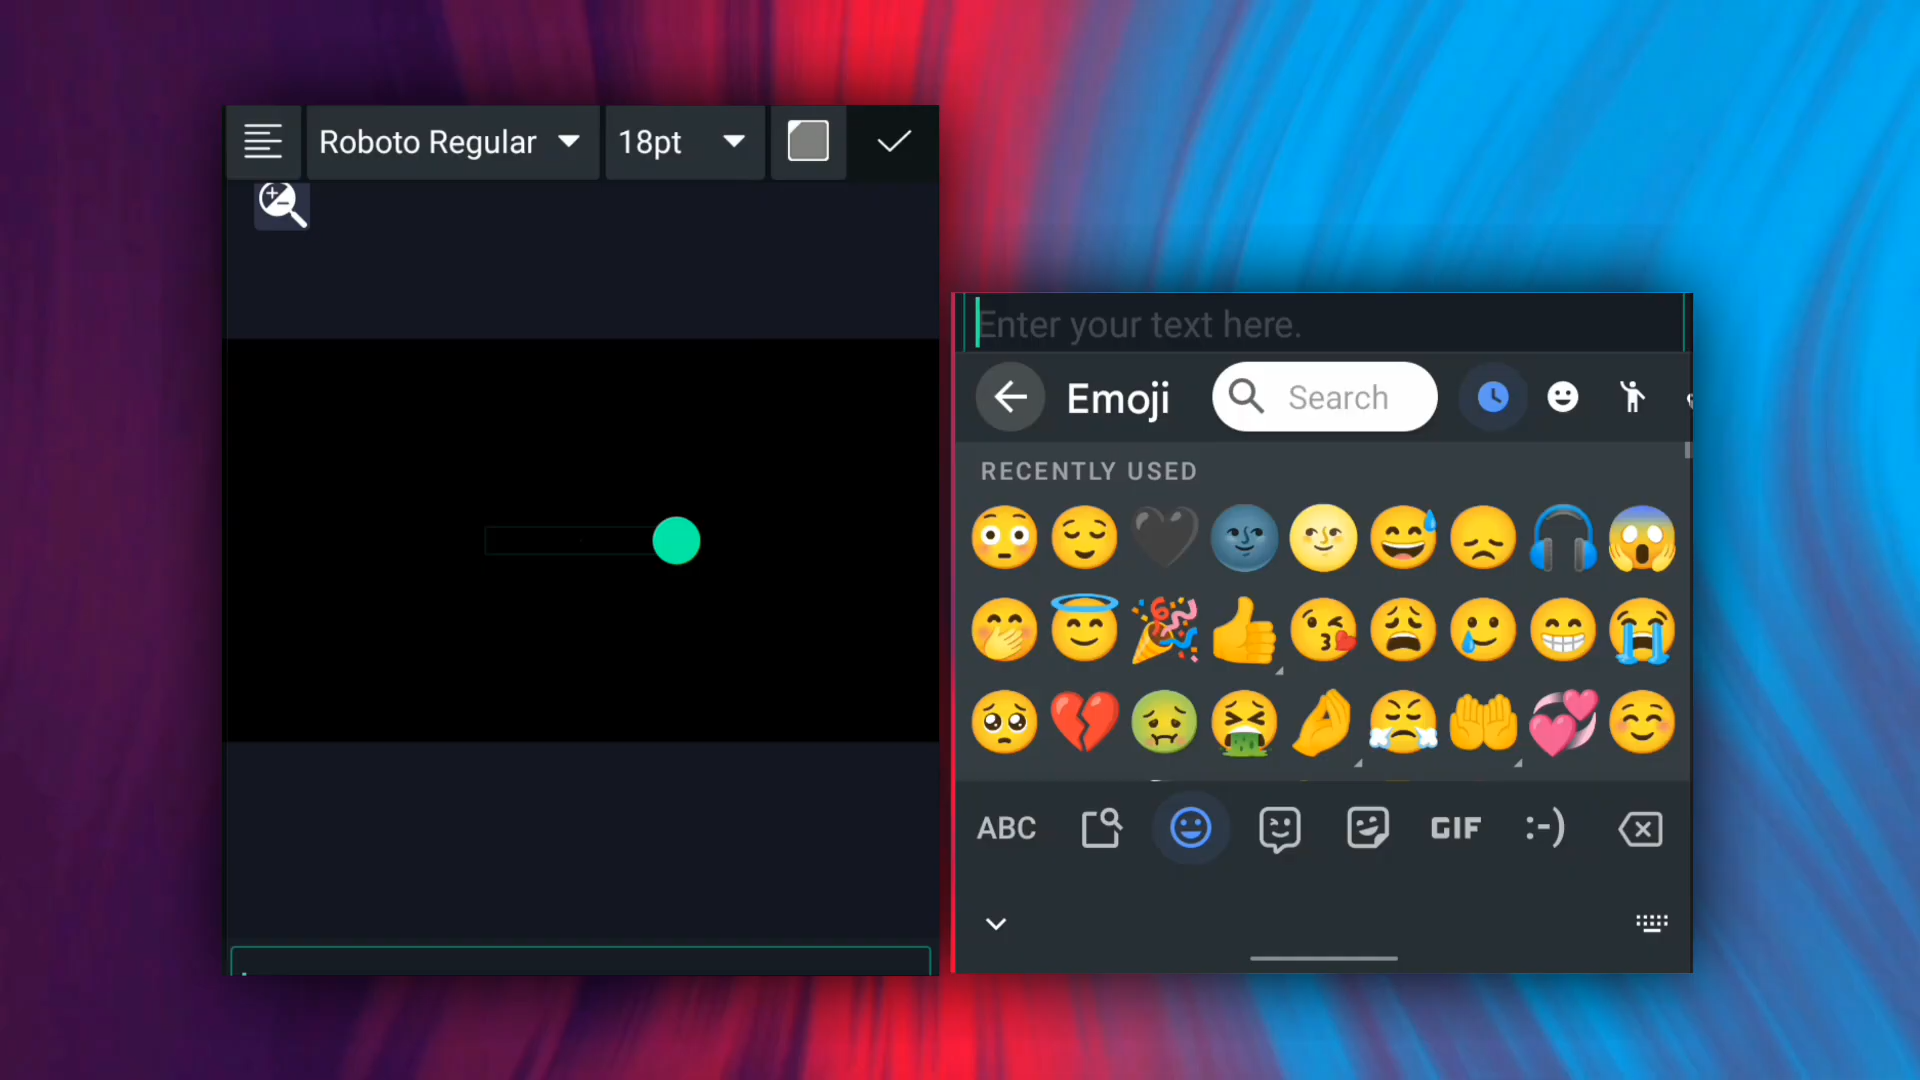 Roboto Regular
18pt
Enter your text here.
Emoji
Search
RECENTLY USED
ABC
GIF
:-)